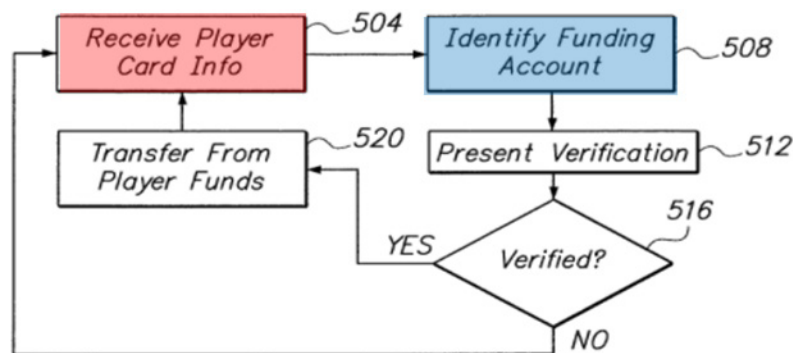 Receive Player
Card Info
504
Identify Funding
Account
508
Transfer From
Player Funds
520
Present Verification
512
516
Verified?
YES
NO